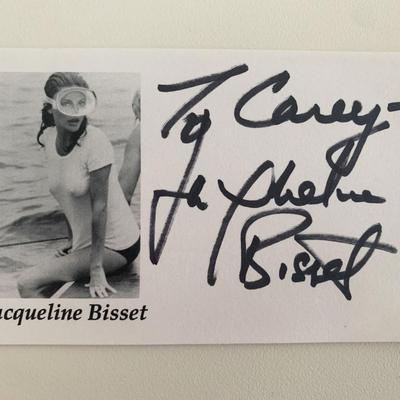 To Carey-
Jacqueline
Bisset
acqueline Bisset